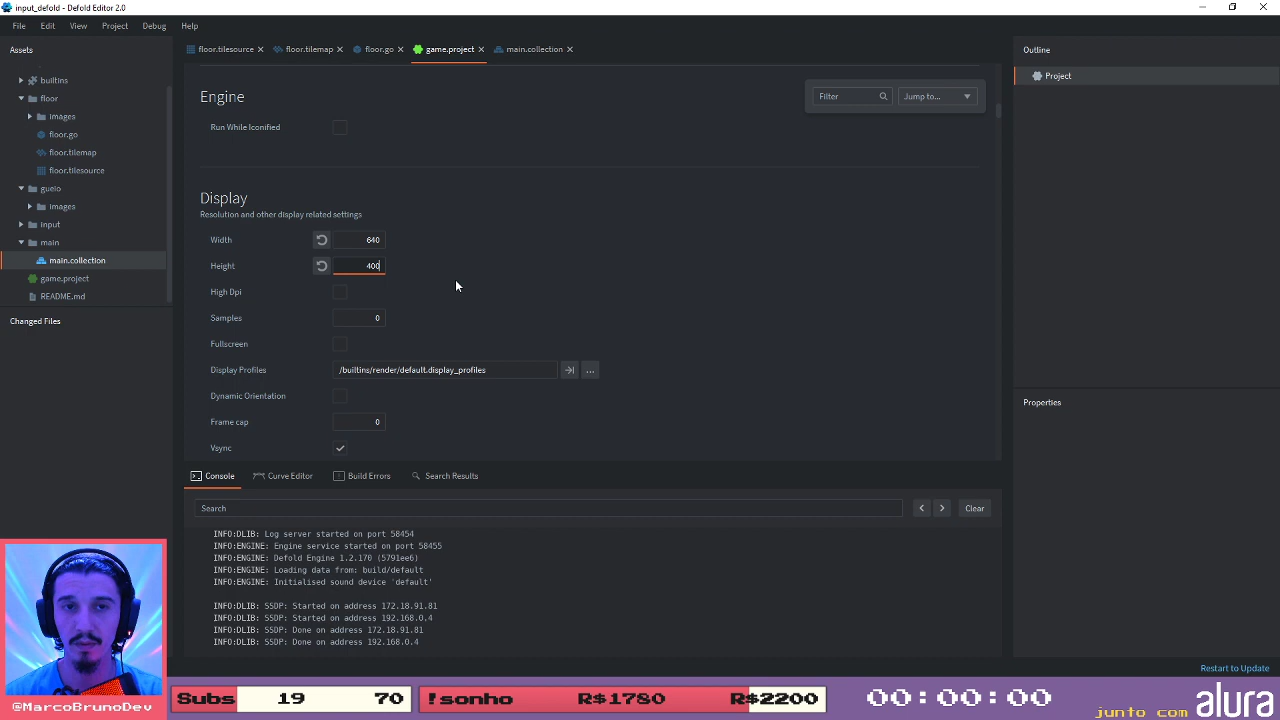 input_defold - Defold Editor 2.0
File Edit View Project Debug Help
Assets
builtins
floor
images
floor.go
floor.tilemap
floor.tilesource
guelo
images
input
main
main.collection
game.project
README.md
Changed Files
floor.tilesource floor.tilemap floor.go game.project main.collection
Engine
Filter
Jump to...
Run While Iconified
Display
Resolution and other display related settings
Width 640
Height 400
High Dpi
Samples 0
Fullscreen
Display Profiles /builtins/render/default.display_profiles ...
Dynamic Orientation
Frame cap 0
Vsync
Console Curve Editor Build Errors Search Results
Search
Clear
INFO:DLIB: Log server started on port 58454
INFO:ENGINE: Engine service started on port 58455
INFO:ENGINE: Defold Engine 1.2.170 (5791ee6)
INFO:ENGINE: Loading data from: build/default
INFO:ENGINE: Initialised sound device 'default'
INFO:DLIB: SSDP: Started on address 172.18.91.81
INFO:DLIB: SSDP: Started on address 192.168.0.4
INFO:DLIB: SSDP: Done on address 172.18.91.81
INFO:DLIB: SSDP: Done on address 192.168.0.4
Outline
Project
Properties
Restart to Update
@MarcoBrunoDev
Subs 19 70
!sonho R$1780 R$2200
00:00:00
junto com alura